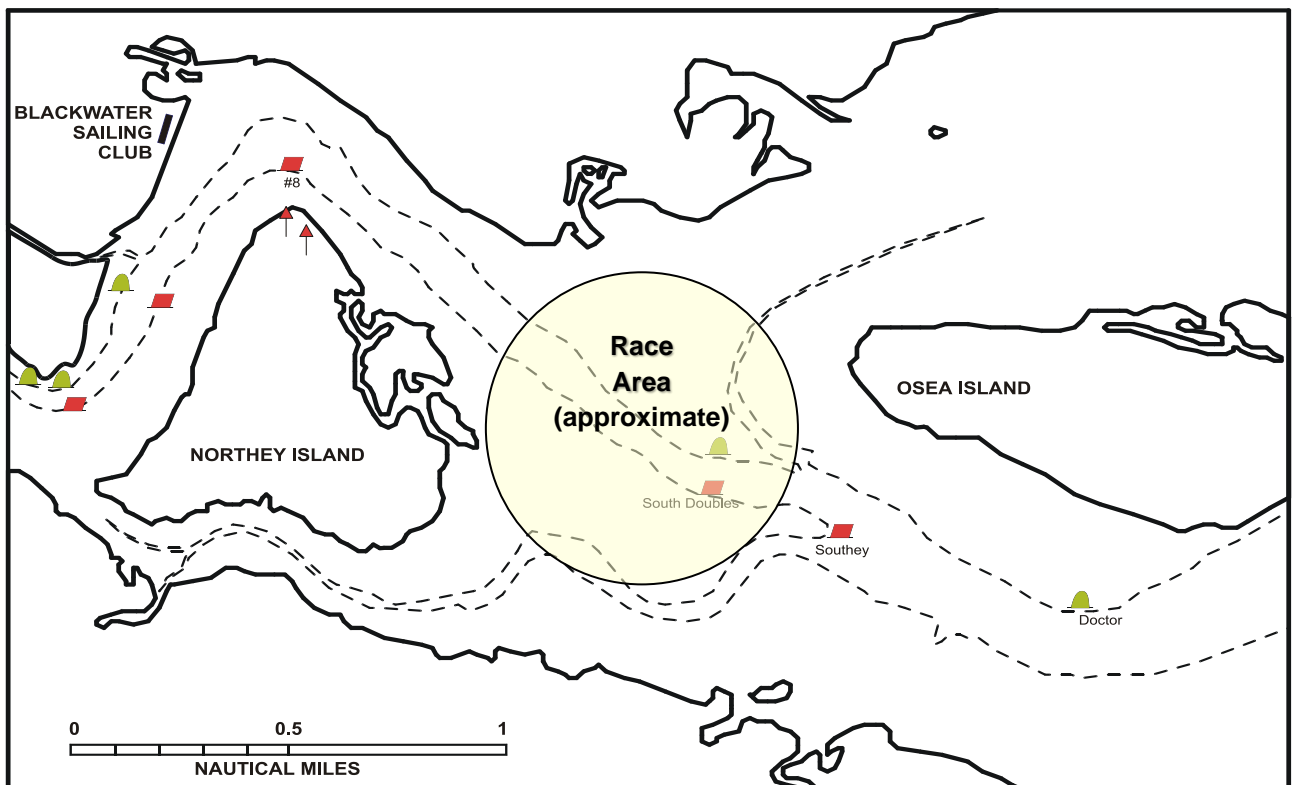 BLACKWATER
SAILING
CLUB
#8
Race
Area
(approximate)
OSEA ISLAND
NORTHEY ISLAND
South Doubles
Southey
Doctor
0 0.5 1
NAUTICAL MILES